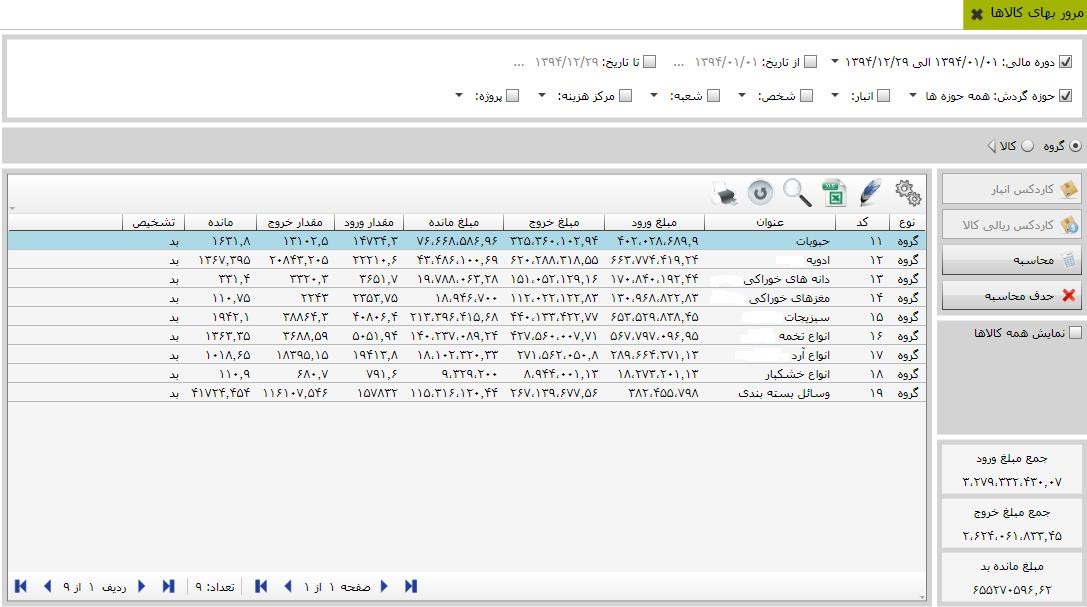 مرور بهای کالاها
دوره مالی: ۱۳۹۴/۰۱/۰۱ الی ۱۳۹۴/۱۲/۲۹ از تاریخ: ۱۳۹۴/۰۱/۰۱ ... تا تاریخ: ۱۳۹۴/۱۲/۲۹ ...
حوزه گردش: همه حوزه ها انبار: شخص: شعبه: مرکز هزینه: پروژه:
گروه کالا
کاردکس انبار
کاردکس ریالی کالا
محاسبه
حذف محاسبه
نمایش همه کالاها
جمع مبلغ ورود
۳،۲۷۹،۳۳۲،۴۳۰,۰۷
جمع مبلغ خروج
۲،۶۲۴،۰۶۱،۸۳۳,۴۵
مبلغ مانده بد
۶۵۵۲۷۰۵۹۶,۶۲
نوع کد عنوان مبلغ ورود مبلغ خروج مبلغ مانده مقدار ورود مقدار خروج مانده تشخیص
گروه ۱۱ حبوبات ۴۰۲،۰۲۸،۶۸۹,۹ ۳۲۵،۳۶۰،۱۰۲,۹۴ ۷۶،۶۶۸،۵۸۶,۹۶ ۱۴۷۳۴,۳ ۱۳۱۰۲,۵ ۱۶۳۱,۸ بد
گروه ۱۲ ادویه ۶۶۳،۷۷۴،۴۱۹,۲۴ ۶۲۰،۲۸۸،۳۱۸,۵۵ ۴۳،۴۸۶،۱۰۰,۶۹ ۲۲۲۱۰,۶ ۲۰۸۴۳,۲۰۵ ۱۳۶۷,۳۹۵ بد
گروه ۱۳ دانه های خوراکی ۱۷۰،۸۴۰،۱۹۲,۴۴ ۱۵۱،۰۵۲،۱۲۹,۱۶ ۱۹،۷۸۸،۰۶۳,۲۸ ۳۶۵۱,۷ ۳۳۲۰,۳ ۳۳۱,۴ بد
گروه ۱۴ مغزهای خوراکی ۱۳۰،۹۶۸،۸۲۲,۸۳ ۱۱۲،۰۲۲،۱۲۲,۸۳ ۱۸،۹۴۶،۷۰۰ ۲۳۵۳,۷۵ ۲۲۴۳ ۱۱۰,۷۵ بد
گروه ۱۵ سبزیجات ۶۵۳،۵۲۹،۸۳۸,۴۵ ۴۴۰،۱۳۳،۴۲۲,۷۷ ۲۱۳،۳۹۶،۴۱۵,۶۸ ۴۰۸۰۶,۴ ۳۸۸۶۴,۳ ۱۹۴۲,۱ بد
گروه ۱۶ انواع تخمه ۵۶۷،۷۹۷،۰۹۶,۹۵ ۴۲۷،۵۶۰،۰۰۷,۷۱ ۱۴۰،۲۳۷،۰۸۹,۲۴ ۵۰۵۱,۹۴ ۳۶۸۸,۵۹ ۱۳۶۳,۳۵ بد
گروه ۱۷ انواع آرد ۲۸۹،۶۶۴،۳۷۱,۱۳ ۲۷۱،۵۶۲،۰۵۰,۸ ۱۸،۱۰۲،۳۲۰,۳۳ ۱۹۴۱۳,۸ ۱۸۳۹۵,۱۵ ۱۰۱۸,۶۵ بد
گروه ۱۸ انواع خشکبار ۱۸،۲۷۳،۲۰۱,۱۳ ۸،۹۴۴،۰۰۱,۱۳ ۹،۳۲۹،۲۰۰ ۷۹۱,۶ ۶۸۰,۷ ۱۱۰,۹ بد
گروه ۱۹ وسائل بسته بندی ۳۸۲،۴۵۵،۷۹۸ ۲۶۷،۱۳۹،۶۷۷,۵۶ ۱۱۵،۳۱۶،۱۲۰,۴۴ ۱۵۷۸۳۲ ۱۱۶۱۰۷,۵۴۶ ۴۱۷۲۴,۴۵۴ بد
صفحه ۱ از ۱ تعداد: ۹ ردیف ۱ از ۹